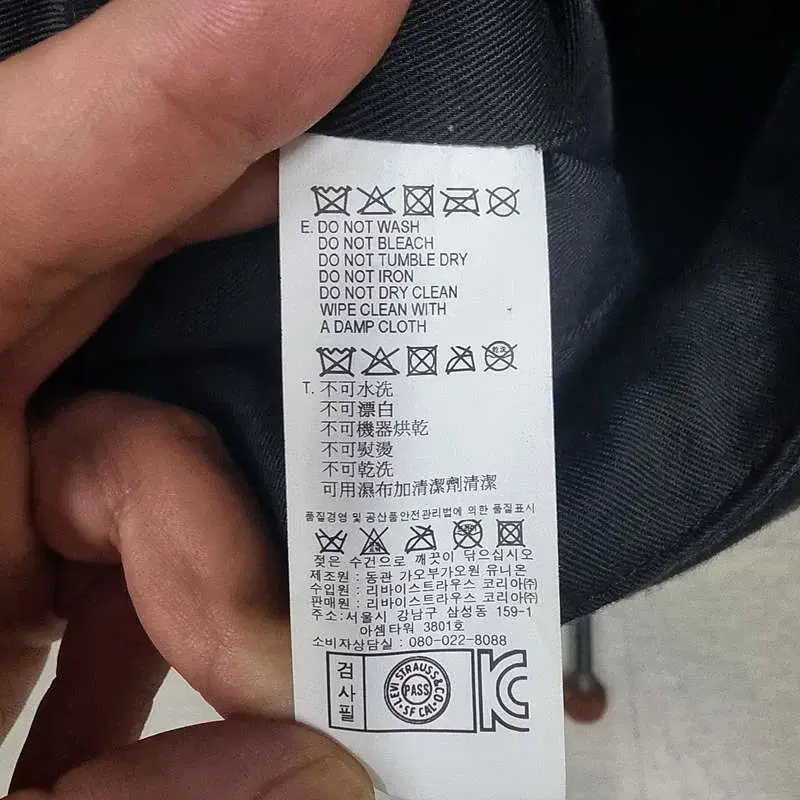 E. DO NOT WASH
DO NOT BLEACH
DO NOT TUMBLE DRY
DO NOT IRON
DO NOT DRY CLEAN
WIPE CLEAN WITH
A DAMP CLOTH
乾洗
T. 不可水洗
不可漂白
不可機器烘乾
不可熨燙
不可乾洗
可用濕布加清潔劑清潔
품질경영 및 공산품안전관리법에 의한 품질표시
젖은 수건으로 깨끗이 닦으십시오
제조원 : 동관 가오부가오원 유니온
수입원 : 리바이스트라우스 코리아㈜
판매원 : 리바이스트라우스 코리아㈜
주소:서울시 강남구 삼성동 159-1
아셈타워 3801호
소비자상담실 : 080-022-8088
검사필
LEVI STRAUSS & CO.
PASS
S.F. CAL.
KC